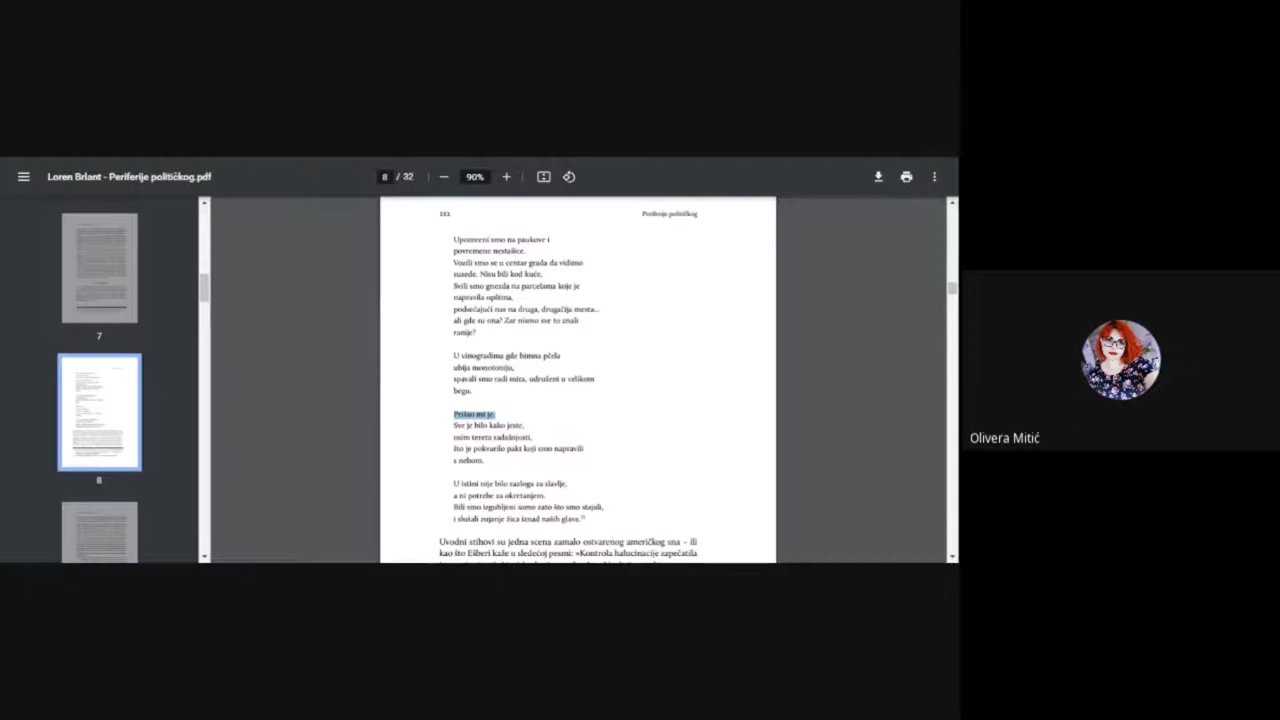 Loren Brlant - Periferije političkog.pdf
8 / 32
90%
7
8
Periferije političkog
Upozoreni smo na paukove i
povremene nestašice.
Vozili smo se u centar grada da vidimo
susede. Nisu bili kod kuće.
Svili smo gnezda na parcelama koje je
napravila opština,
podsećajući nas na druga, drugačija mesta...
ali gde su ona? Zar nismo sve to znali
ranije?
U vinogradima gde himna pčela
ubija monotoniju,
spavali smo radi mira, udruženi u velikom
begu.
Prišao mi je.
Sve je bilo kako jeste,
osim tereta sadašnjosti,
što je pokvarilo pakt koji smo napravili
s nebom.
U istini nije bilo razloga za slavlje,
a ni potrebe za okretanjem.
Bili smo izgubljeni samo zato što smo stajali,
i slušali zujanje žica iznad naših glava.
Uvodni stihovi su jedna scena zamalo ostvarenog američkog sna – ili
kao što Ešberi kaže u sledećoj pesmi: »Kontrola halucinacije zapečatila
Olivera Mitić